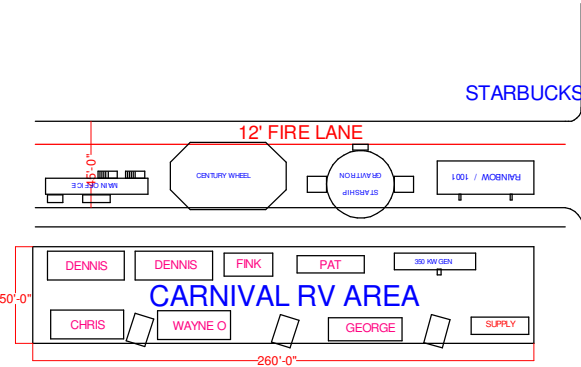 STARBUCKS
12' FIRE LANE
45'-0"
MAIN OFFICE
CENTURY WHEEL
STARSHIP
GRAVITRON
RAINBOW / 1001
DENNIS
DENNIS
FINK
PAT
350 KW GEN
50'-0"
CARNIVAL RV AREA
CHRIS
WAYNE O
GEORGE
SUPPLY
260'-0"